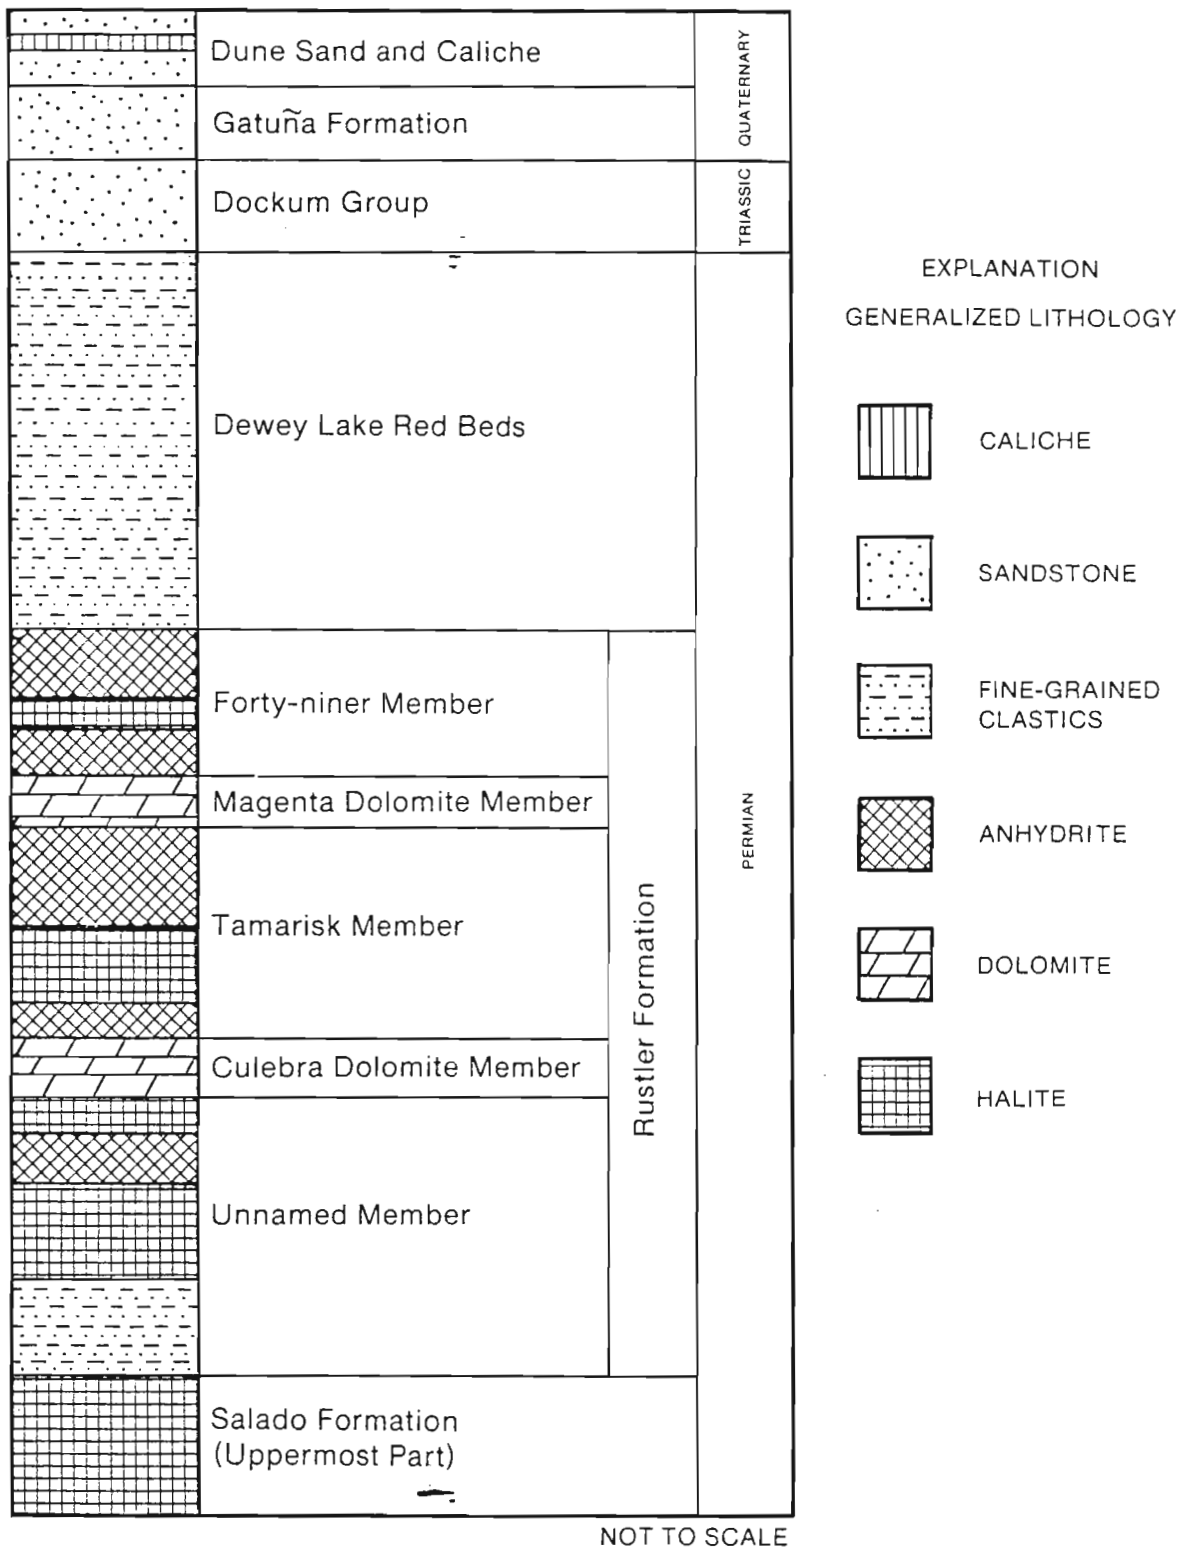 Dune Sand and Caliche
Gatuña Formation
QUATERNARY
Dockum Group
TRIASSIC
Dewey Lake Red Beds
Forty-niner Member
Magenta Dolomite Member
Tamarisk Member
Culebra Dolomite Member
Unnamed Member
Rustler Formation
Salado Formation
(Uppermost Part)
PERMIAN
NOT TO SCALE
EXPLANATION
GENERALIZED LITHOLOGY
CALICHE
SANDSTONE
FINE-GRAINED
CLASTICS
ANHYDRITE
DOLOMITE
HALITE